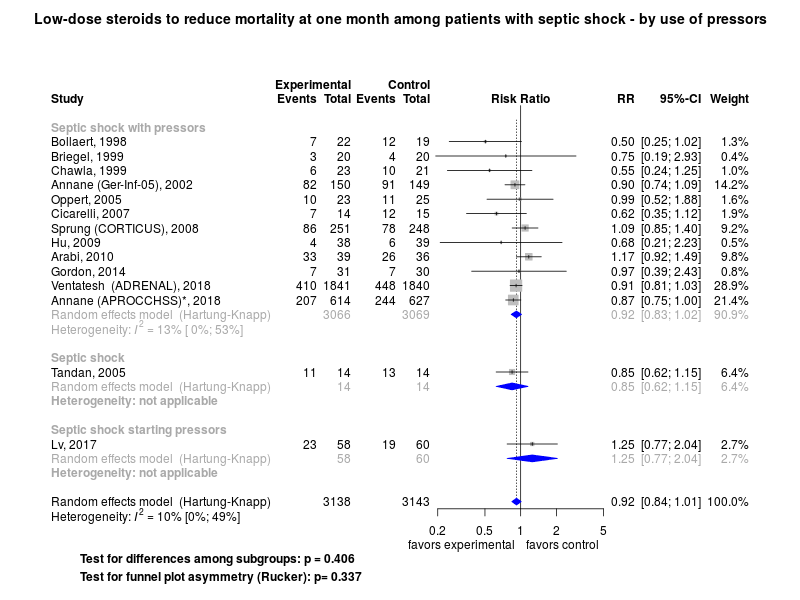 Low-dose steroids to reduce mortality at one month among patients with septic shock - by use of pressors
Experimental Control
Study Events Total Events Total Risk Ratio RR 95%-CI Weight
Septic shock with pressors
Bollaert, 1998 7 22 12 19 0.50 [0.25; 1.02] 1.3%
Briegel, 1999 3 20 4 20 0.75 [0.19; 2.93] 0.4%
Chawla, 1999 6 23 10 21 0.55 [0.24; 1.25] 1.0%
Annane (Ger-Inf-05), 2002 82 150 91 149 0.90 [0.74; 1.09] 14.2%
Oppert, 2005 10 23 11 25 0.99 [0.52; 1.88] 1.6%
Cicarelli, 2007 7 14 12 15 0.62 [0.35; 1.12] 1.9%
Sprung (CORTICUS), 2008 86 251 78 248 1.09 [0.85; 1.40] 9.2%
Hu, 2009 4 38 6 39 0.68 [0.21; 2.23] 0.5%
Arabi, 2010 33 39 26 36 1.17 [0.92; 1.49] 9.8%
Gordon, 2014 7 31 7 30 0.97 [0.39; 2.43] 0.8%
Ventatesh (ADRENAL), 2018 410 1841 448 1840 0.91 [0.81; 1.03] 28.9%
Annane (APROCCHSS)*, 2018 207 614 244 627 0.87 [0.75; 1.00] 21.4%
Random effects model (Hartung-Knapp) 3066 3069 0.92 [0.83; 1.02] 90.9%
Heterogeneity: I² = 13% [ 0%; 53%]
Septic shock
Tandan, 2005 11 14 13 14 0.85 [0.62; 1.15] 6.4%
Random effects model (Hartung-Knapp) 14 14 0.85 [0.62; 1.15] 6.4%
Heterogeneity: not applicable
Septic shock starting pressors
Lv, 2017 23 58 19 60 1.25 [0.77; 2.04] 2.7%
Random effects model (Hartung-Knapp) 58 60 1.25 [0.77; 2.04] 2.7%
Heterogeneity: not applicable
Random effects model (Hartung-Knapp) 3138 3143 0.92 [0.84; 1.01] 100.0%
Heterogeneity: I² = 10% [0%; 49%]
0.2 0.5 1 2 5
favors experimental favors control
Test for differences among subgroups: p = 0.406
Test for funnel plot asymmetry (Rucker): p= 0.337